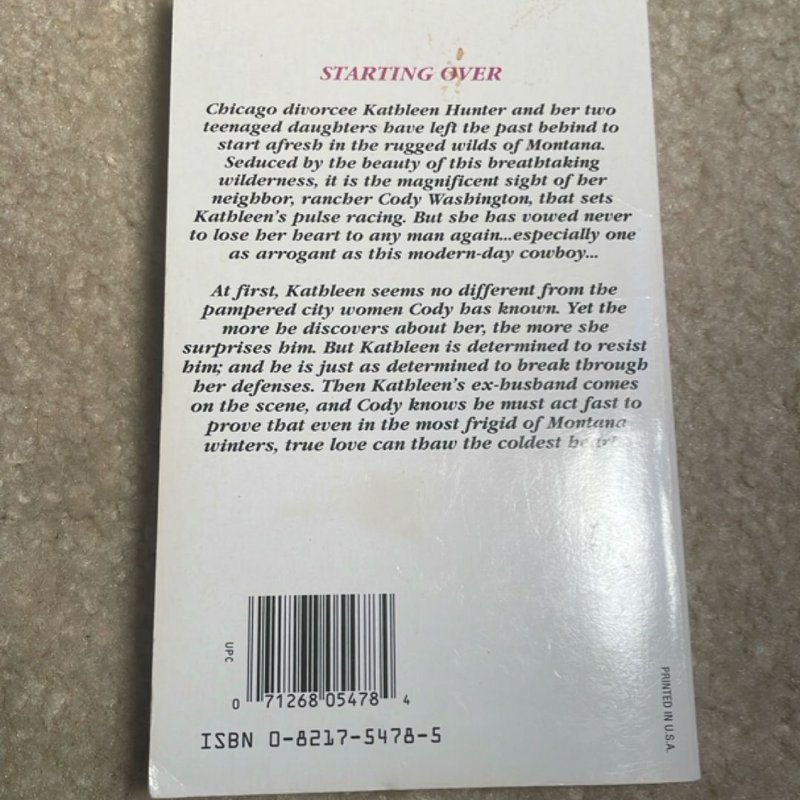 STARTING OVER
Chicago divorcee Kathleen Hunter and her two
teenaged daughters have left the past behind to
start afresh in the rugged wilds of Montana.
Seduced by the beauty of this breathtaking
wilderness, it is the magnificent sight of her
neighbor, rancher Cody Washington, that sets
Kathleen's pulse racing. But she has vowed never
to lose her heart to any man again...especially one
as arrogant as this modern-day cowboy...
At first, Kathleen seems no different from the
pampered city women Cody has known. Yet the
more he discovers about her, the more she
surprises him. But Kathleen is determined to resist
him; and he is just as determined to break through
her defenses. Then Kathleen's ex-husband comes
on the scene, and Cody knows he must act fast to
prove that even in the most frigid of Montana
winters, true love can thaw the coldest
UPC
0 71268 05478 4
ISBN 0-8217-5478-5
PRINTED IN U.S.A.